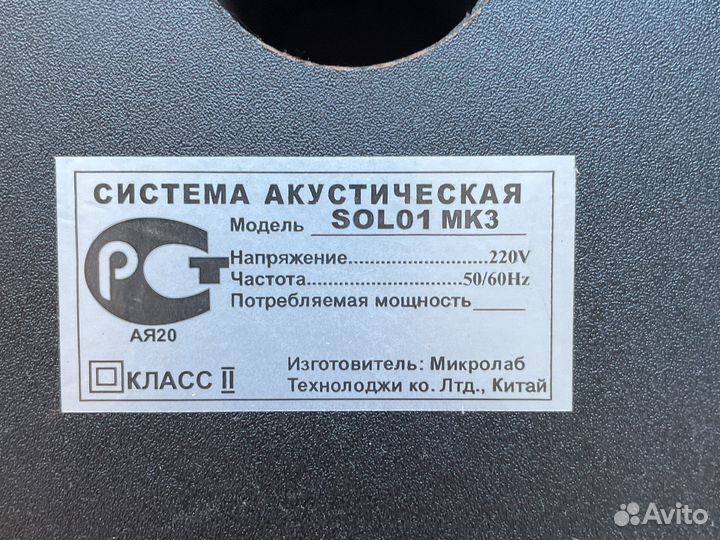 СИСТЕМА АКУСТИЧЕСКАЯ
Модель SOL01 MK3
Напряжение.........................220V
Частота...........................50/60Hz
Потребляемая мощность____
РСТ
АЯ20
КЛАСС II
Изготовитель: Микролаб
Технолоджи ко. Лтд., Китай
Avito